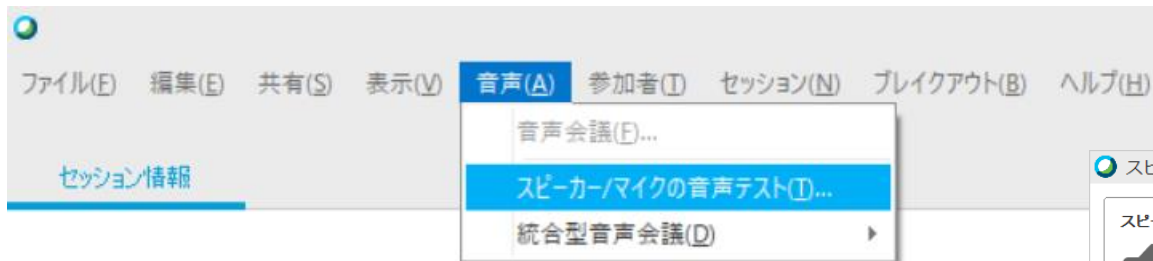 ファイル(F) 編集(E) 共有(S) 表示(V) 音声(A) 参加者(T) セッション(N) ブレイクアウト(B) ヘルプ(H)
音声会議(F)...
セッション情報
スピーカー/マイクの音声テスト(T)...
統合型音声会議(D)